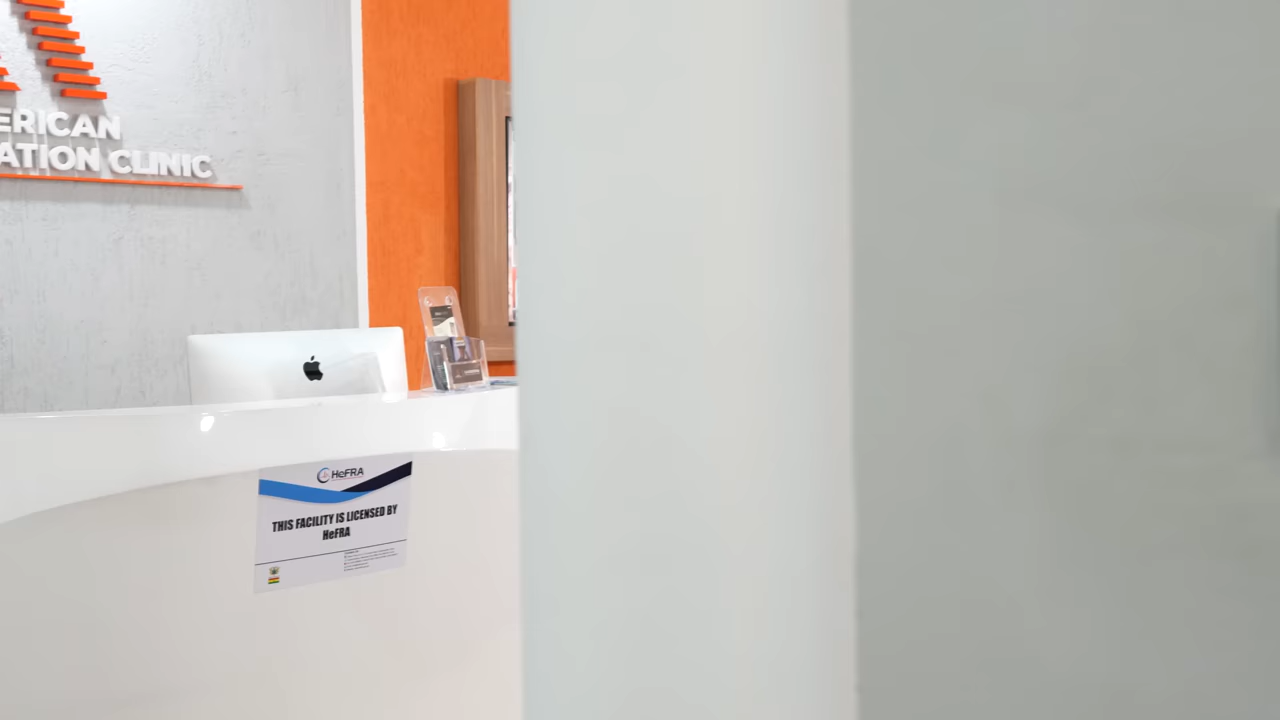 ERICAN
ATION CLINIC
HeFRA
THIS FACILITY IS LICENSED BY
HeFRA